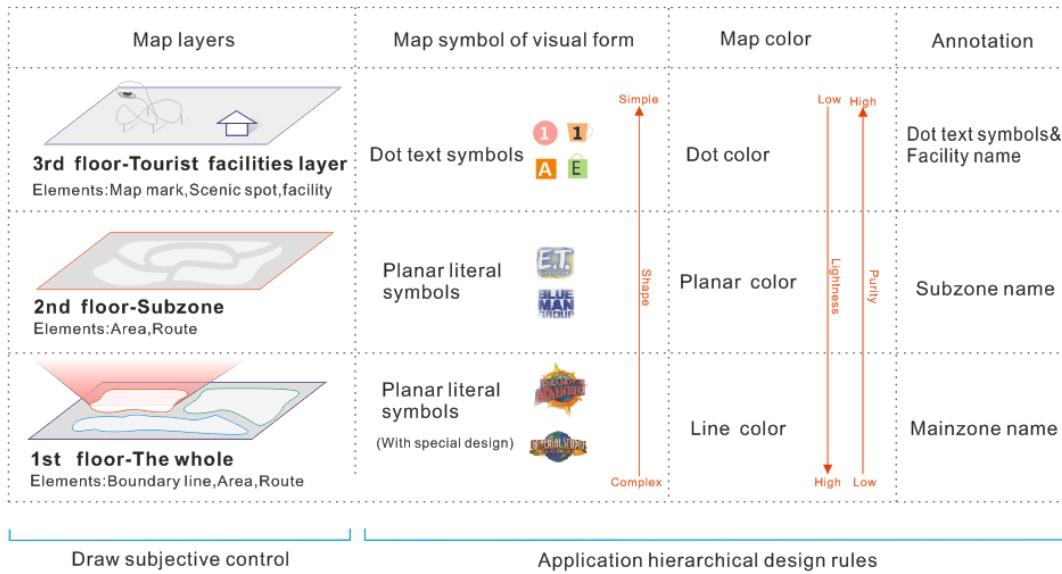 Map layers
Map symbol of visual form
Map color
Annotation
3rd floor-Tourist facilities layer
Elements:Map mark,Scenic spot,facility
Dot text symbols
1
1
A
E
Simple
Dot color
Low
High
Dot text symbols&
Facility name
2nd floor-Subzone
Elements:Area,Route
Planar literal
symbols
E.T.
BLUE
MAN
GROUP
Shape
Planar color
Lightness
Purity
Subzone name
1st floor-The whole
Elements:Boundary line,Area,Route
Planar literal
symbols
(With special design)
ADVENTURE
Complex
Line color
High
Low
Mainzone name
Draw subjective control
Application hierarchical design rules